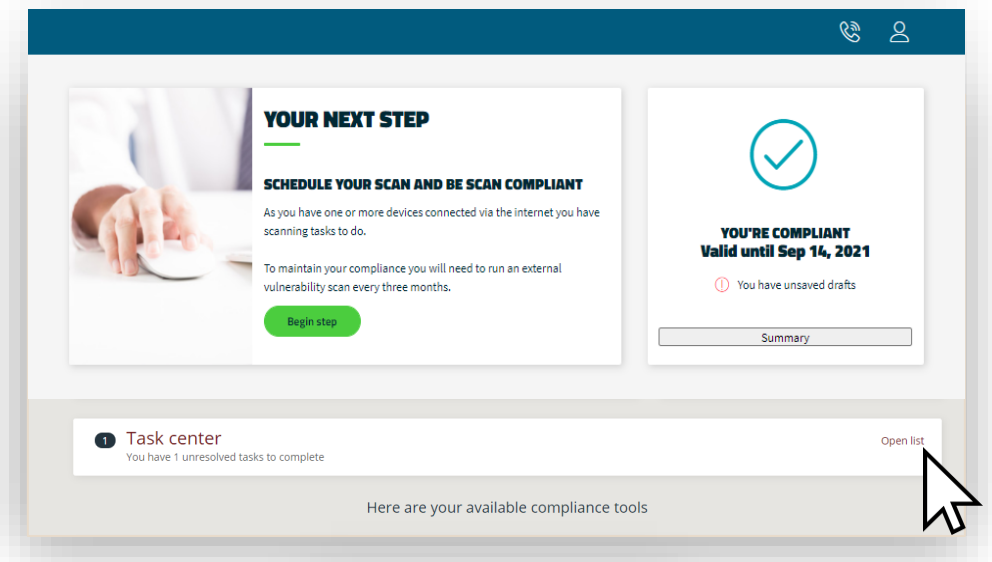 YOUR NEXT STEP
SCHEDULE YOUR SCAN AND BE SCAN COMPLIANT
As you have one or more devices connected via the internet you have
scanning tasks to do.
To maintain your compliance you will need to run an external
vulnerability scan every three months.
Begin step
YOU'RE COMPLIANT
Valid until Sep 14, 2021
You have unsaved drafts
Summary
1
Task center
You have 1 unresolved tasks to complete
Open list
Here are your available compliance tools